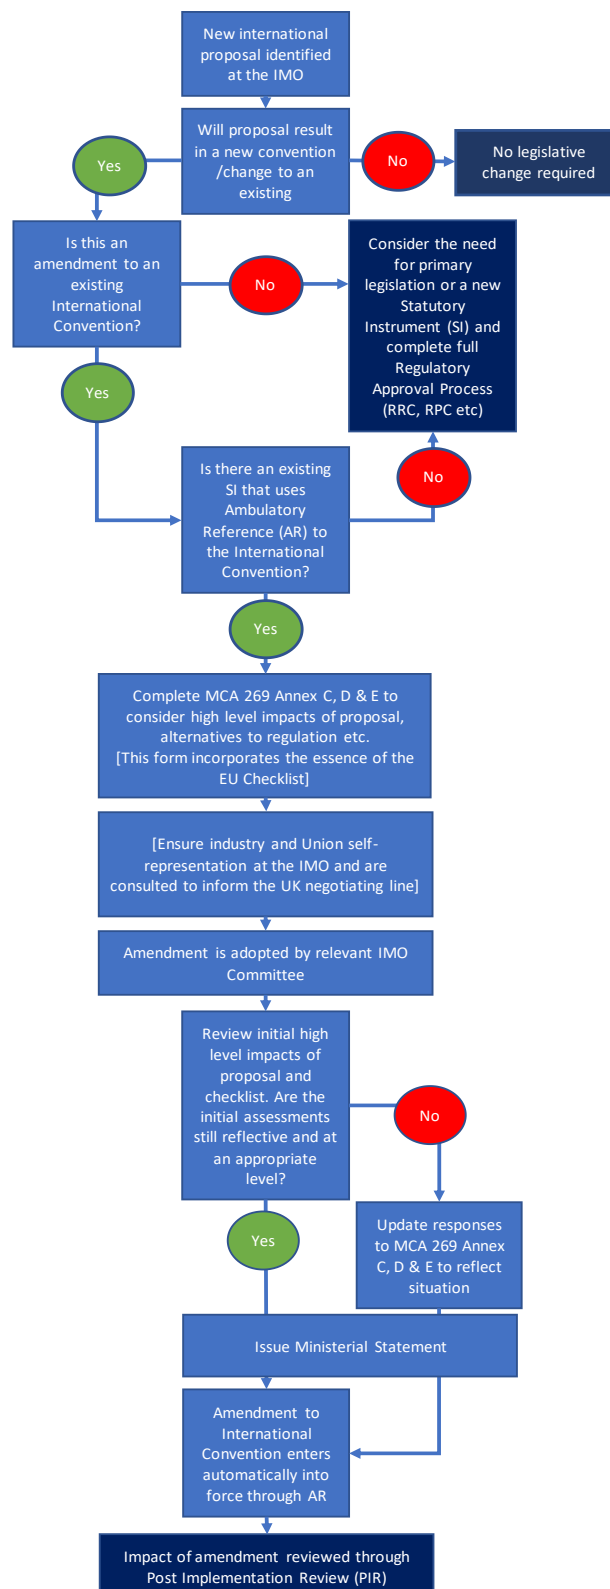 New international
proposal identified
at the IMO
Will proposal result
in a new convention
/change to an
existing
Yes
No
No legislative
change required
Is this an
amendment to an
existing
International
Convention?
No
Consider the need
for primary
legislation or a new
Statutory
Instrument (SI) and
complete full
Regulatory
Approval Process
(RRC, RPC etc)
Yes
Is there an existing
SI that uses
Ambulatory
Reference (AR) to
the International
Convention?
No
Yes
Complete MCA 269 Annex C, D & E to
consider high level impacts of proposal,
alternatives to regulation etc.
[This form incorporates the essence of the
EU Checklist]
[Ensure industry and Union self-
representation at the IMO and are
consulted to inform the UK negotiating line]
Amendment is adopted by relevant IMO
Committee
Review initial high
level impacts of
proposal and
checklist. Are the
initial assessments
still reflective and at
an appropriate
level?
No
Yes
Update responses
to MCA 269 Annex
C, D & E to reflect
situation
Issue Ministerial Statement
Amendment to
International
Convention enters
automatically into
force through AR
Impact of amendment reviewed through
Post Implementation Review (PIR)